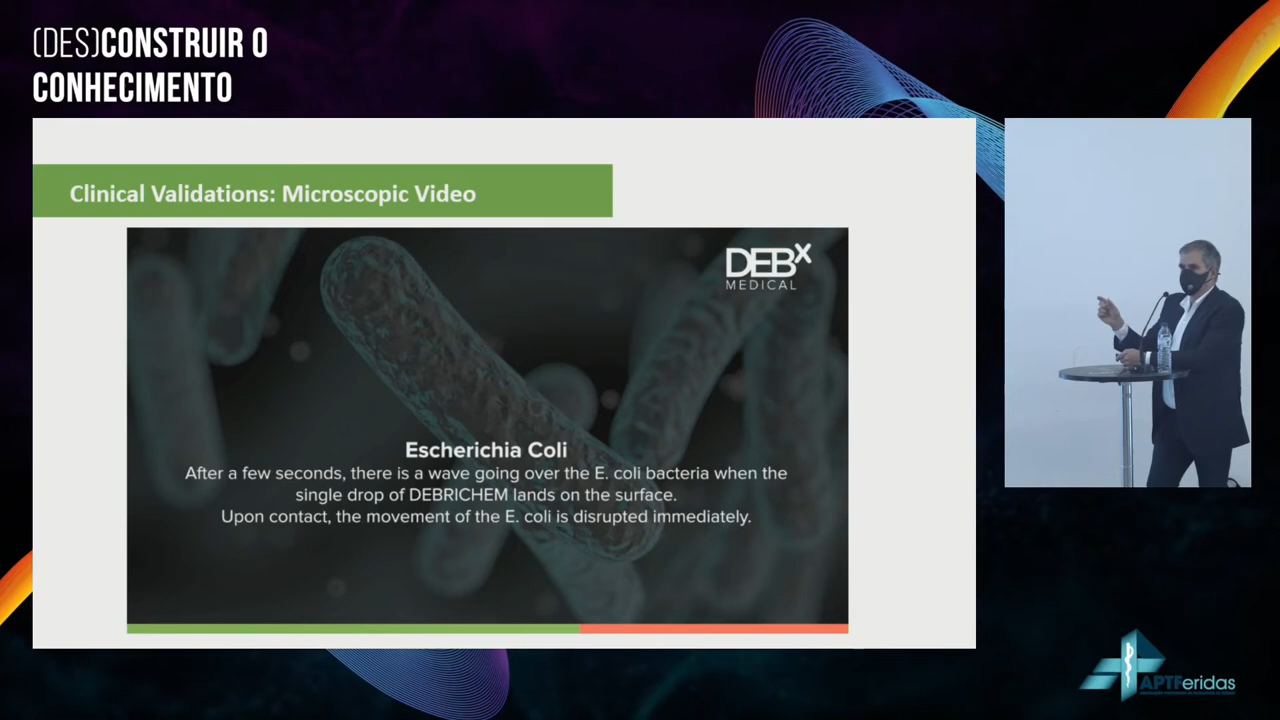 (DES)CONSTRUIR O
CONHECIMENTO
Clinical Validations: Microscopic Video
DEBX
MEDICAL
Escherichia Coli
After a few seconds, there is a wave going over the E. coli bacteria when the
single drop of DEBRICHEM lands on the surface.
Upon contact, the movement of the E. coli is disrupted immediately.
APTFeridas